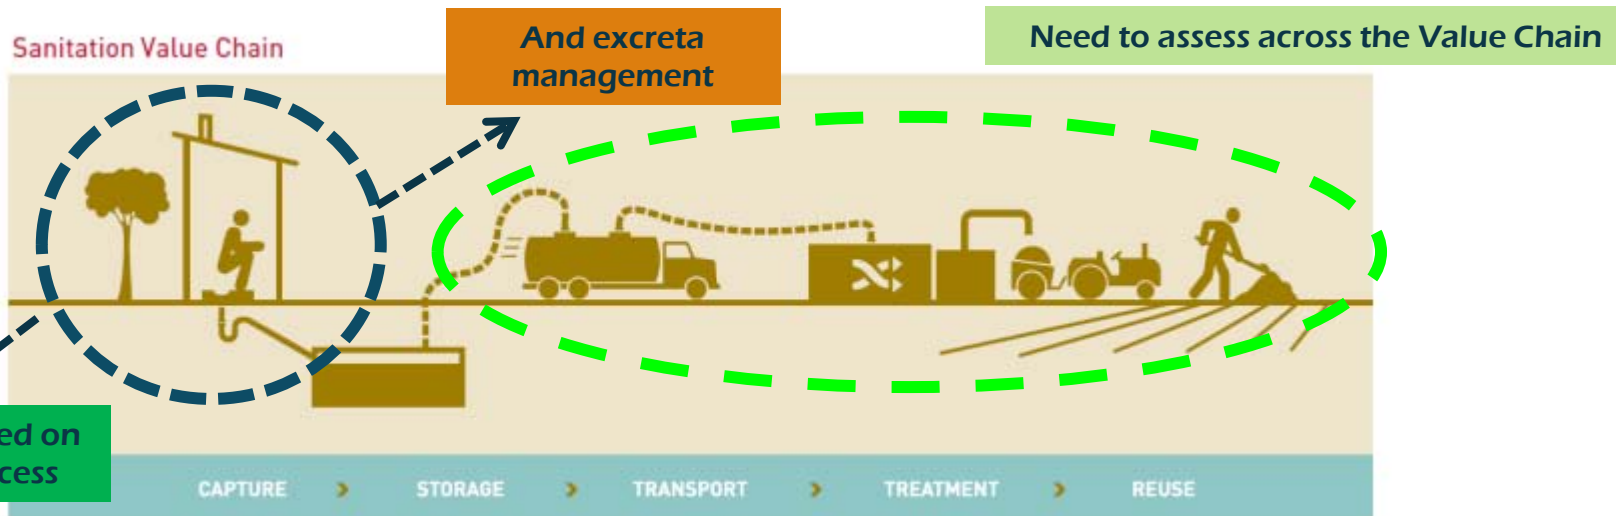 And excreta
management
Need to assess across the Value Chain
Sanitation Value Chain
ed on
cess
CAPTURE > STORAGE > TRANSPORT > TREATMENT > REUSE